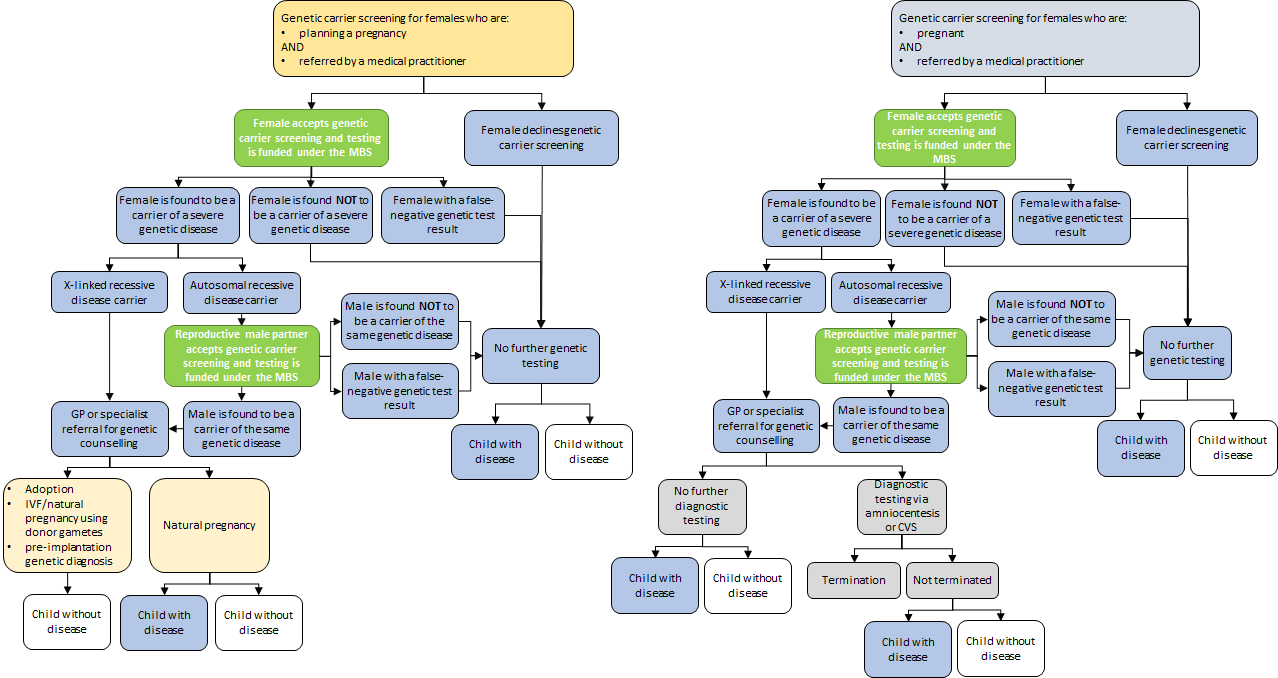 Genetic carrier screening for females who are:
• planning a pregnancy
AND
• referred by a medical practitioner
Female accepts genetic
carrier screening and testing
is funded under the MBS
Female declinesgenetic
carrier screening
Female is found to be a
carrier of a severe
genetic disease
Female is found NOT to
be a carrier of a severe
genetic disease
Female with a false-
negative genetic test
result
X-linked recessive
disease carrier
Autosomal recessive
disease carrier
Reproductive male partner
accepts genetic carrier
screening and testing is
funded under the MBS
Male is found NOT to
be a carrier of the same
genetic disease
Male with a false-
negative genetic test
result
No further genetic
testing
GP or specialist
referral for genetic
counselling
Male is found to be a
carrier of the same
genetic disease
Child with
disease
Child without
disease
• Adoption
• IVF/natural
pregnancy using
donor gametes
• pre-implantation
genetic diagnosis
Natural pregnancy
Child without
disease
Child with
disease
Child without
disease
Genetic carrier screening for females who are:
• pregnant
AND
• referred by a medical practitioner
Female accepts genetic
carrier screening and
testing is funded under the
MBS
Female declinesgenetic
carrier screening
Female is found to be
a carrier of a severe
genetic disease
Female is found NOT
to be a carrier of a
severe genetic disease
Female with a false-
negative genetic test
result
X-linked recessive
disease carrier
Autosomal recessive
disease carrier
Reproductive male partner
accepts genetic carrier
screening and testing is
funded under the MBS
Male is found NOT to
be a carrier of the same
genetic disease
Male with a false-
negative genetic test
result
No further
genetic testing
GP or specialist
referral for genetic
counselling
Male is found to be a
carrier of the same
genetic disease
Child with
disease
Child without
disease
No further
diagnostic
testing
Diagnostic
testing via
amniocentesis
or CVS
Child with
disease
Child without
disease
Termination
Not terminated
Child with
disease
Child without
disease